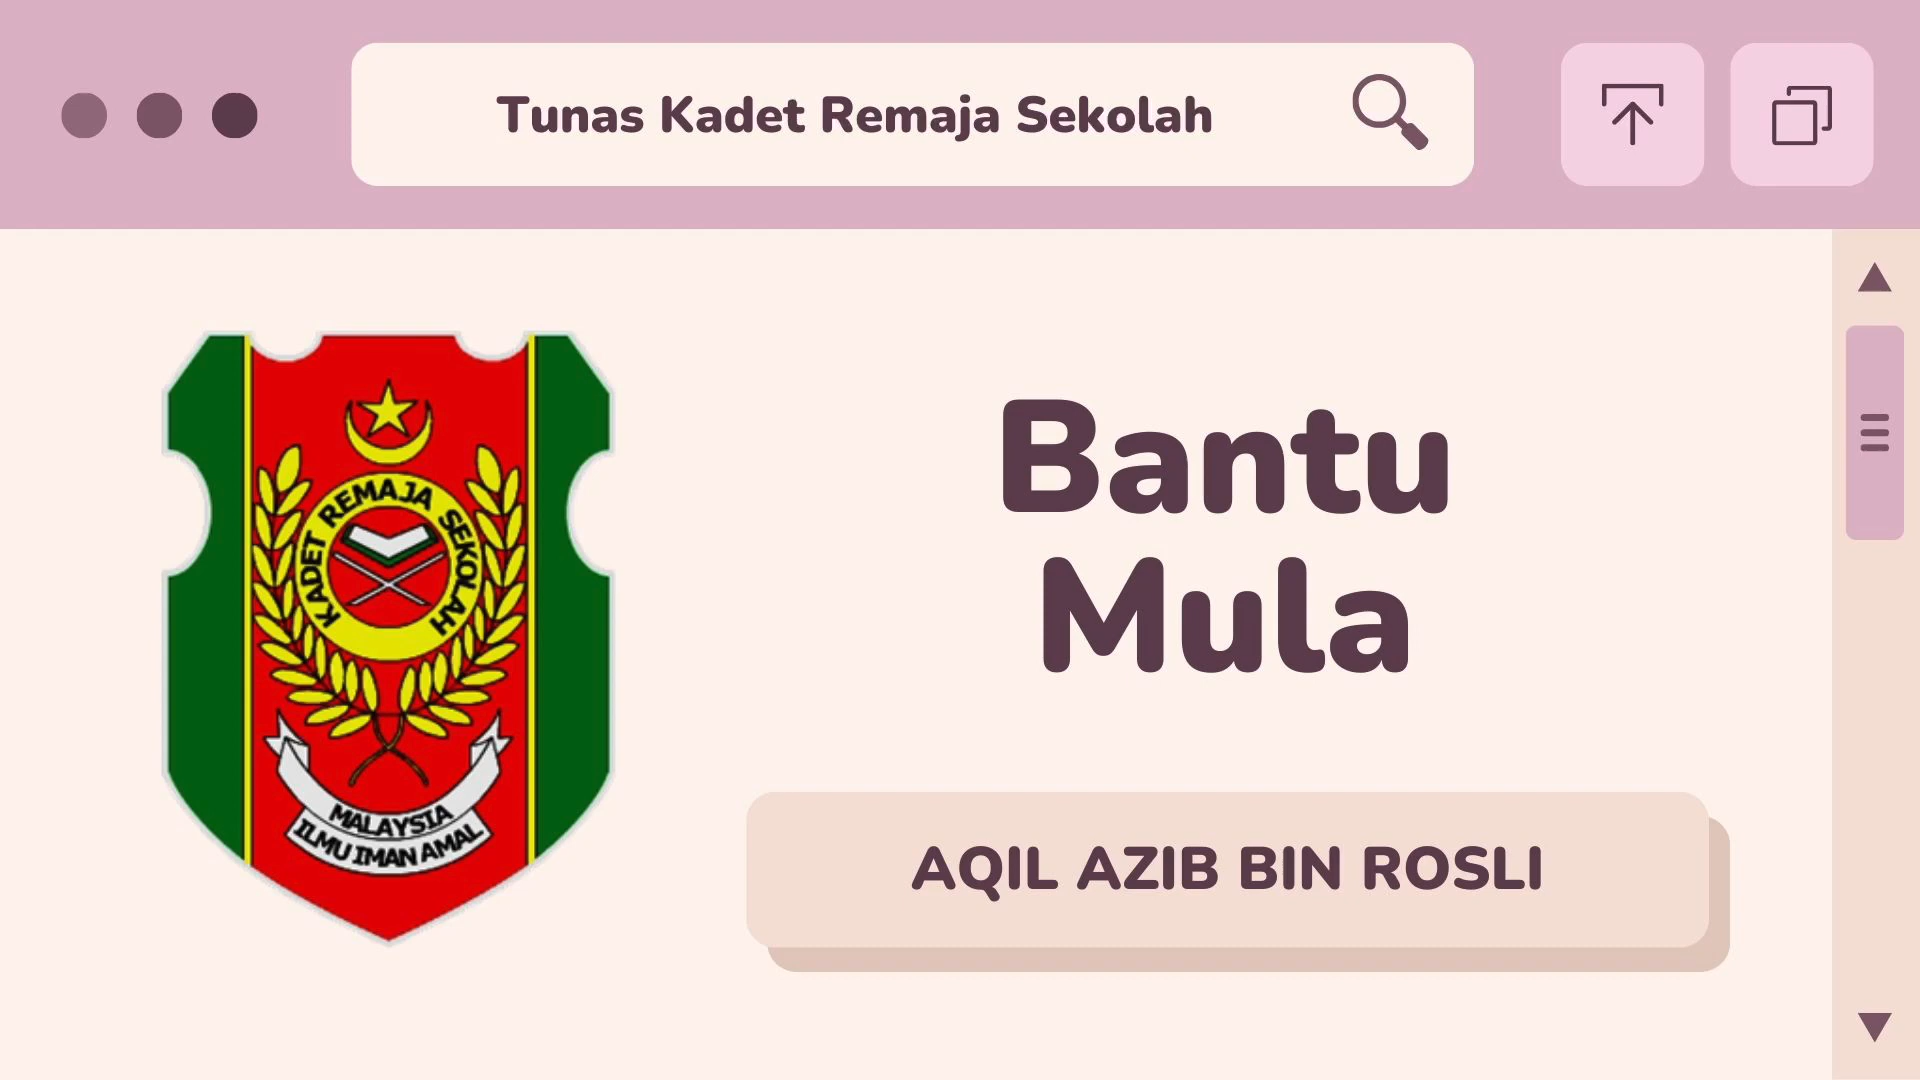 Tunas Kadet Remaja Sekolah
KADET REMAJA SEKOLAH
MALAYSIA
ILMU IMAN AMAL
Bantu
Mula
AQIL AZIB BIN ROSLI